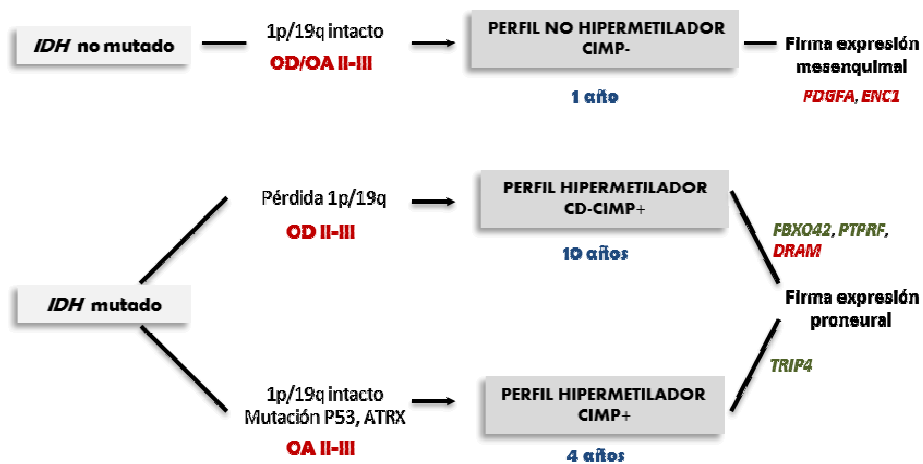 IDH no mutado
1p/19q intacto
OD/OA II-III
PERFIL NO HIPERMETILADOR
CIMP-
1 año
Firma expresión
mesenquimal
PDGFA, ENC1
IDH mutado
Pérdida 1p/19q
OD II-III
PERFIL HIPERMETILADOR
CD-CIMP+
10 años
FBXO42, PTPRF,
DRAM
Firma expresión
proneural
TRIP4
1p/19q intacto
Mutación P53, ATRX
OA II-III
PERFIL HIPERMETILADOR
CIMP+
4 años